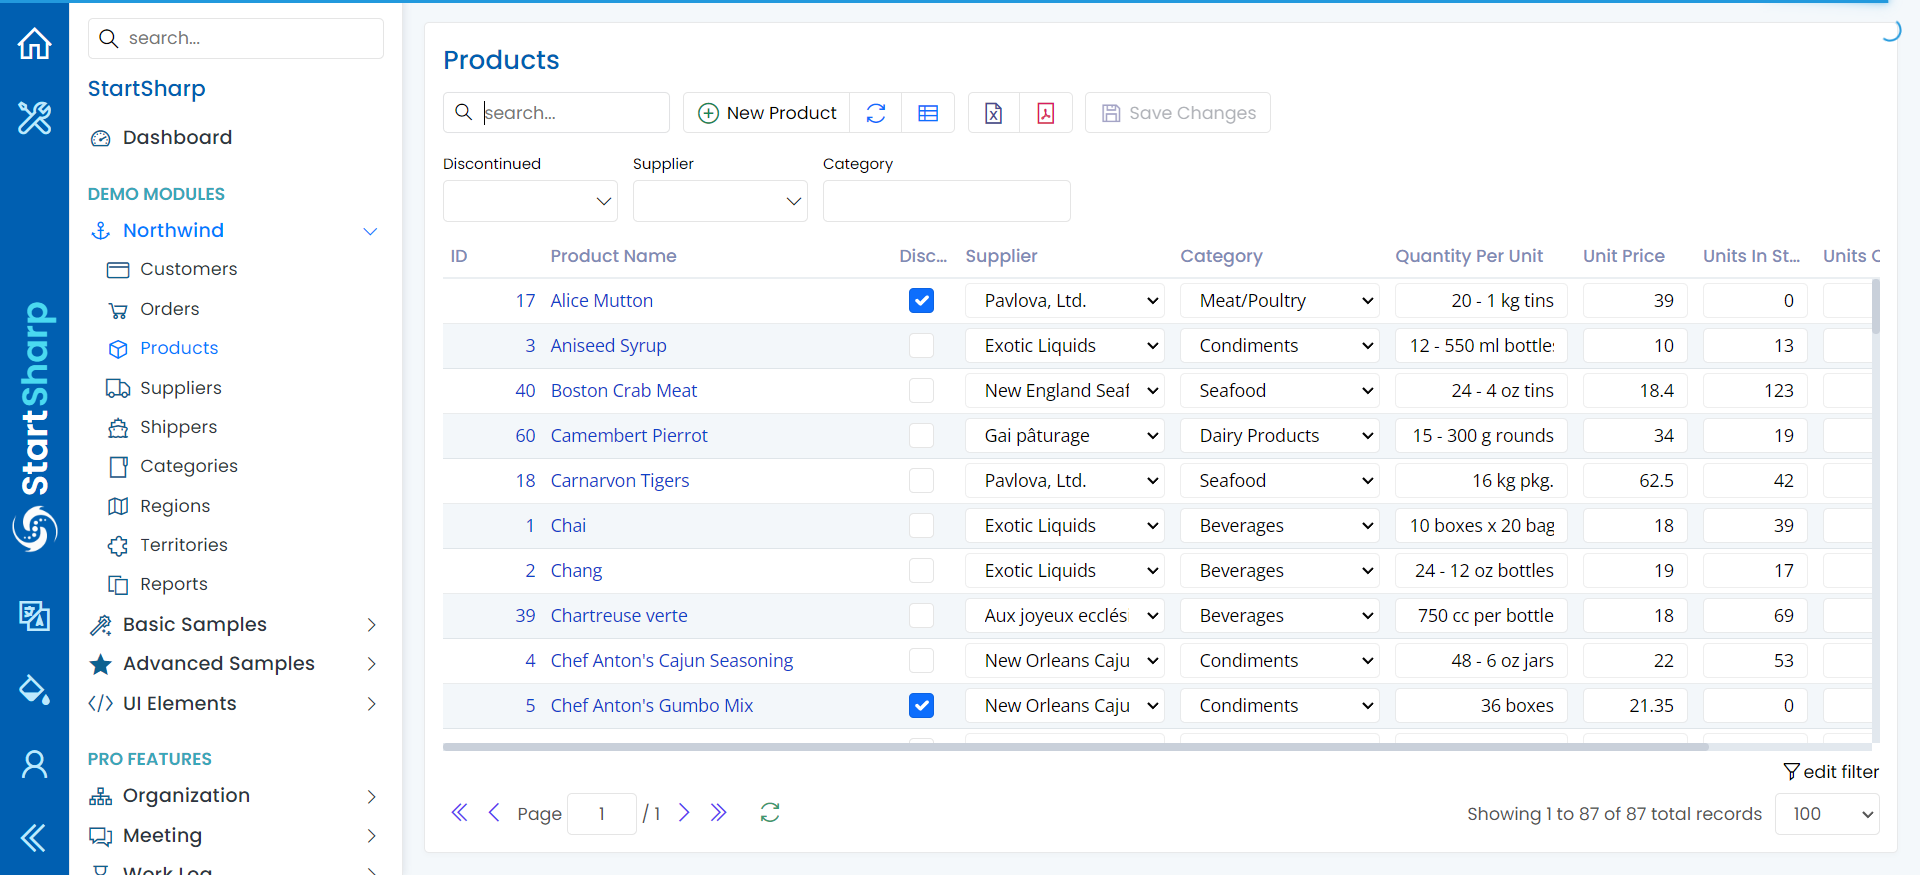 search...
StartSharp
Dashboard
DEMO MODULES
Northwind
Customers
Orders
Products
Suppliers
Shippers
Categories
Regions
Territories
Reports
Basic Samples
Advanced Samples
UI Elements
PRO FEATURES
Organization
Meeting
Work Log
StartSharp
Products
search... New Product Save Changes
Discontinued Supplier Category
ID Product Name Disc... Supplier Category Quantity Per Unit Unit Price Units In St... Units O
17 Alice Mutton Pavlova, Ltd. Meat/Poultry 20 - 1 kg tins 39 0
3 Aniseed Syrup Exotic Liquids Condiments 12 - 550 ml bottles 10 13
40 Boston Crab Meat New England Seaf Seafood 24 - 4 oz tins 18.4 123
60 Camembert Pierrot Gai pâturage Dairy Products 15 - 300 g rounds 34 19
18 Carnarvon Tigers Pavlova, Ltd. Seafood 16 kg pkg. 62.5 42
1 Chai Exotic Liquids Beverages 10 boxes x 20 bag 18 39
2 Chang Exotic Liquids Beverages 24 - 12 oz bottles 19 17
39 Chartreuse verte Aux joyeux ecclési Beverages 750 cc per bottle 18 69
4 Chef Anton's Cajun Seasoning New Orleans Caju Condiments 48 - 6 oz jars 22 53
5 Chef Anton's Gumbo Mix New Orleans Caju Condiments 36 boxes 21.35 0
edit filter
Page 1 / 1 Showing 1 to 87 of 87 total records 100